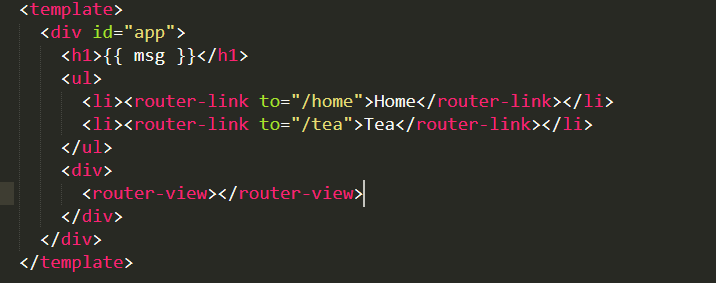 <template>
  <div id="app">
    <h1>{{ msg }}</h1>
    <ul>
      <li><router-link to="/home">Home</router-link></li>
      <li><router-link to="/tea">Tea</router-link></li>
    </ul>
    <div>
      <router-view></router-view>
    </div>
  </div>
</template>